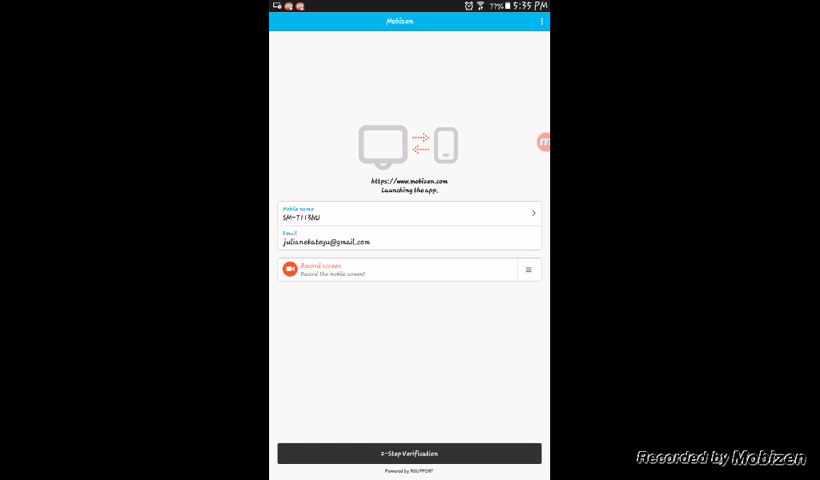 77% 5:35 PM
Mobizen
https://www.mobizen.com
Launching the app.
Mobile name
SM-T113NU
Email
julianekateyu@gmail.com
Record screen
Record the mobile screen!
2-Step Verification
Powered by RSUPPORT
Recorded by Mobizen